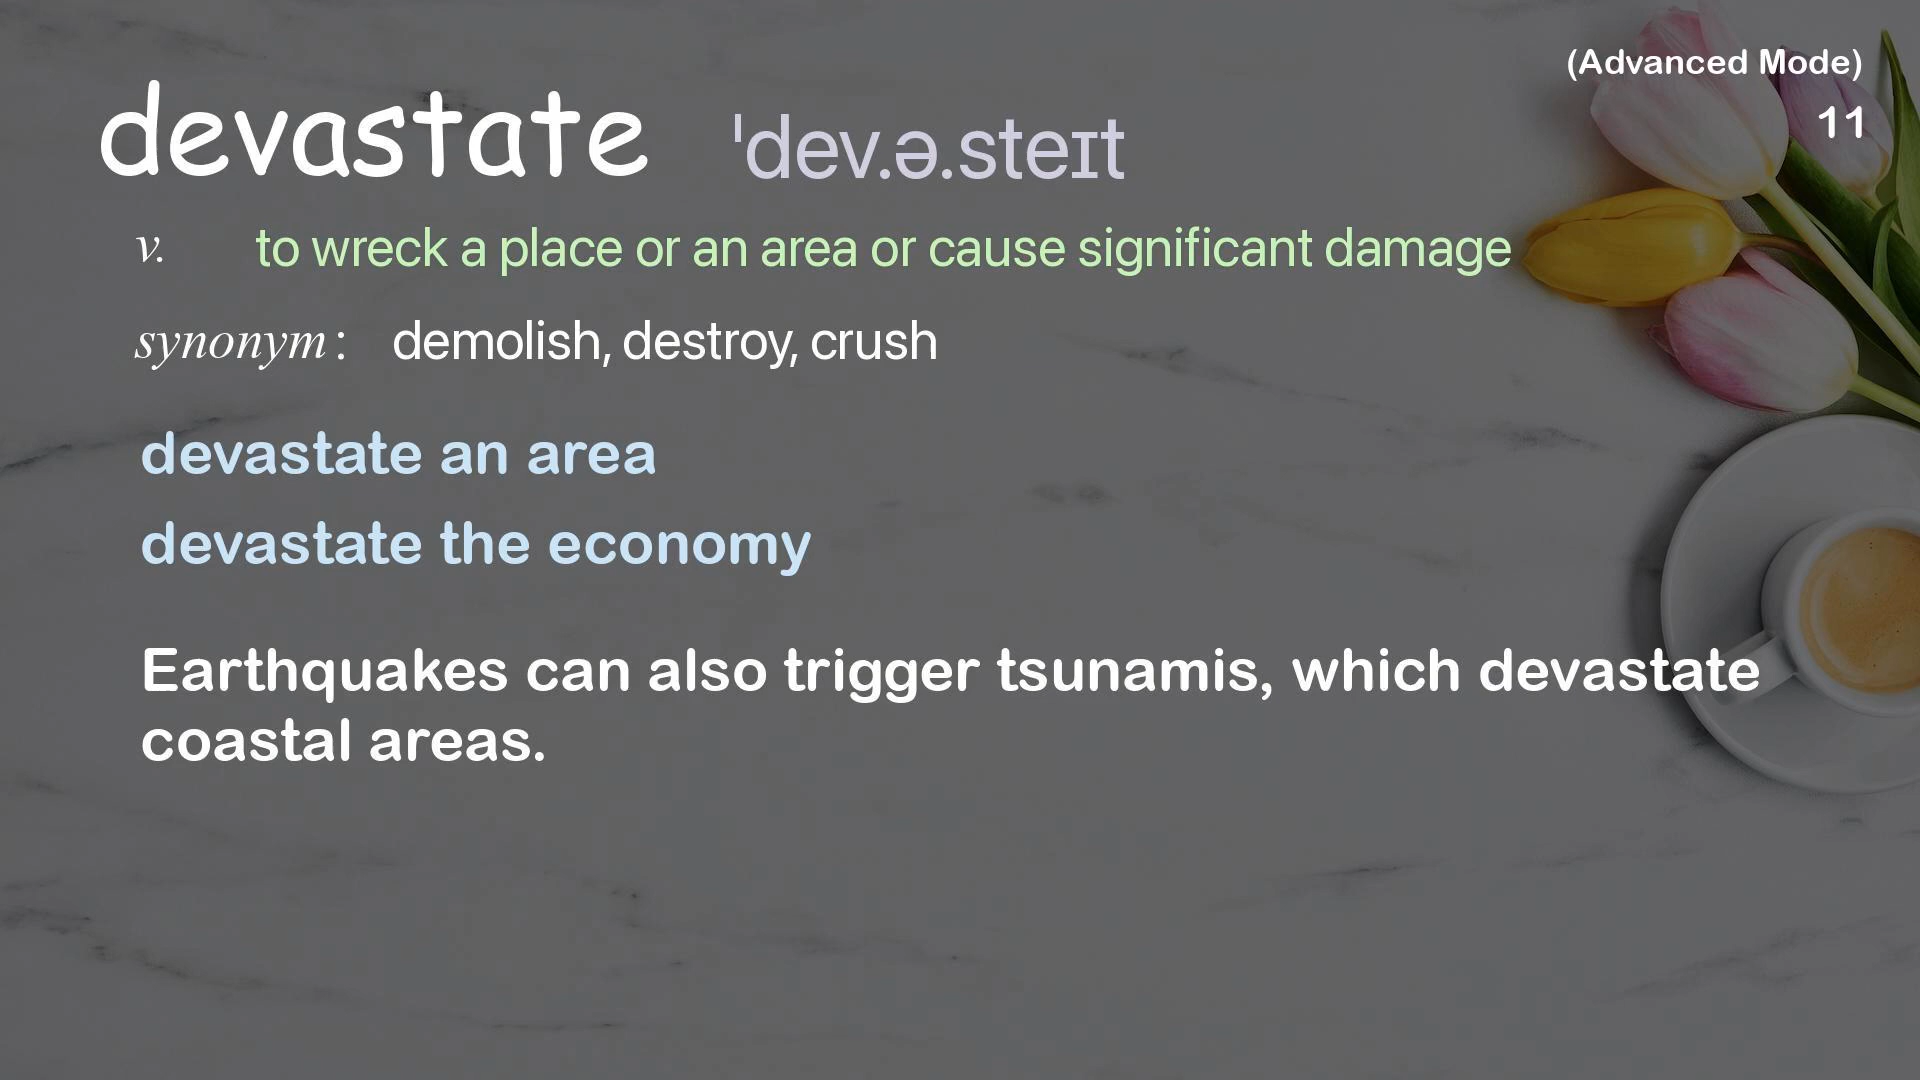 (Advanced Mode)
11
devastate ˈdev.ə.steɪt
v. to wreck a place or an area or cause significant damage
synonym : demolish, destroy, crush
devastate an area
devastate the economy
Earthquakes can also trigger tsunamis, which devastate
coastal areas.